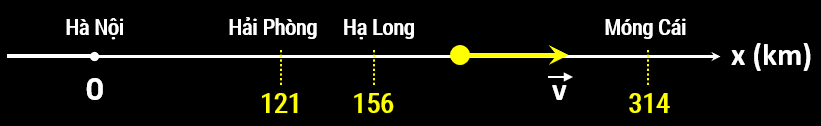 Hà Nội Hải Phòng Hạ Long Móng Cái
x (km)
0 121 156 v 314